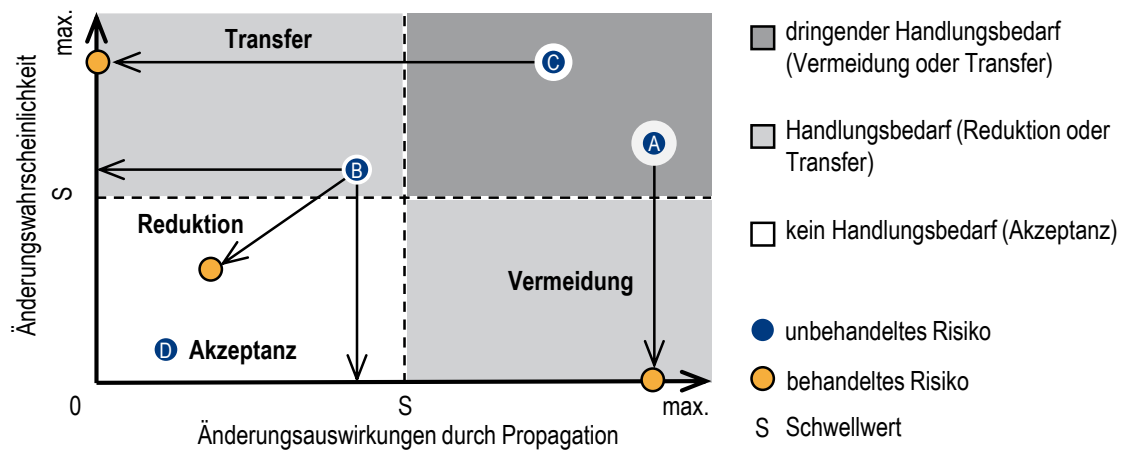 max.
Änderungswahrscheinlichkeit
S
Transfer
C
A
B
Reduktion
Vermeidung
D Akzeptanz
0
S
max.
Änderungsauswirkungen durch Propagation
dringender Handlungsbedarf
(Vermeidung oder Transfer)
Handlungsbedarf (Reduktion oder
Transfer)
kein Handlungsbedarf (Akzeptanz)
unbehandeltes Risiko
behandeltes Risiko
S Schwellwert